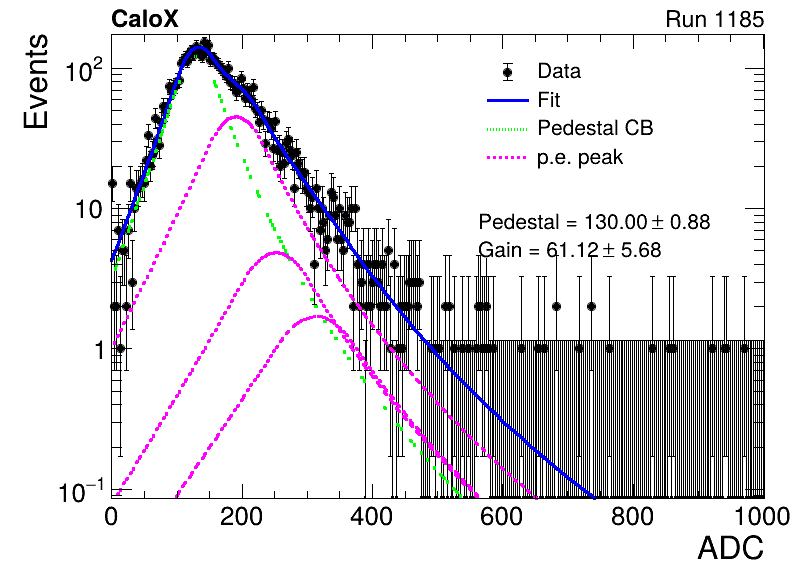 CaloX Run 1185
Events
Data
Fit
Pedestal CB
p.e. peak
Pedestal = 130.00 ± 0.88
Gain = 61.12 ± 5.68
10²
10
1
10⁻¹
0 200 400 600 800 1000
ADC